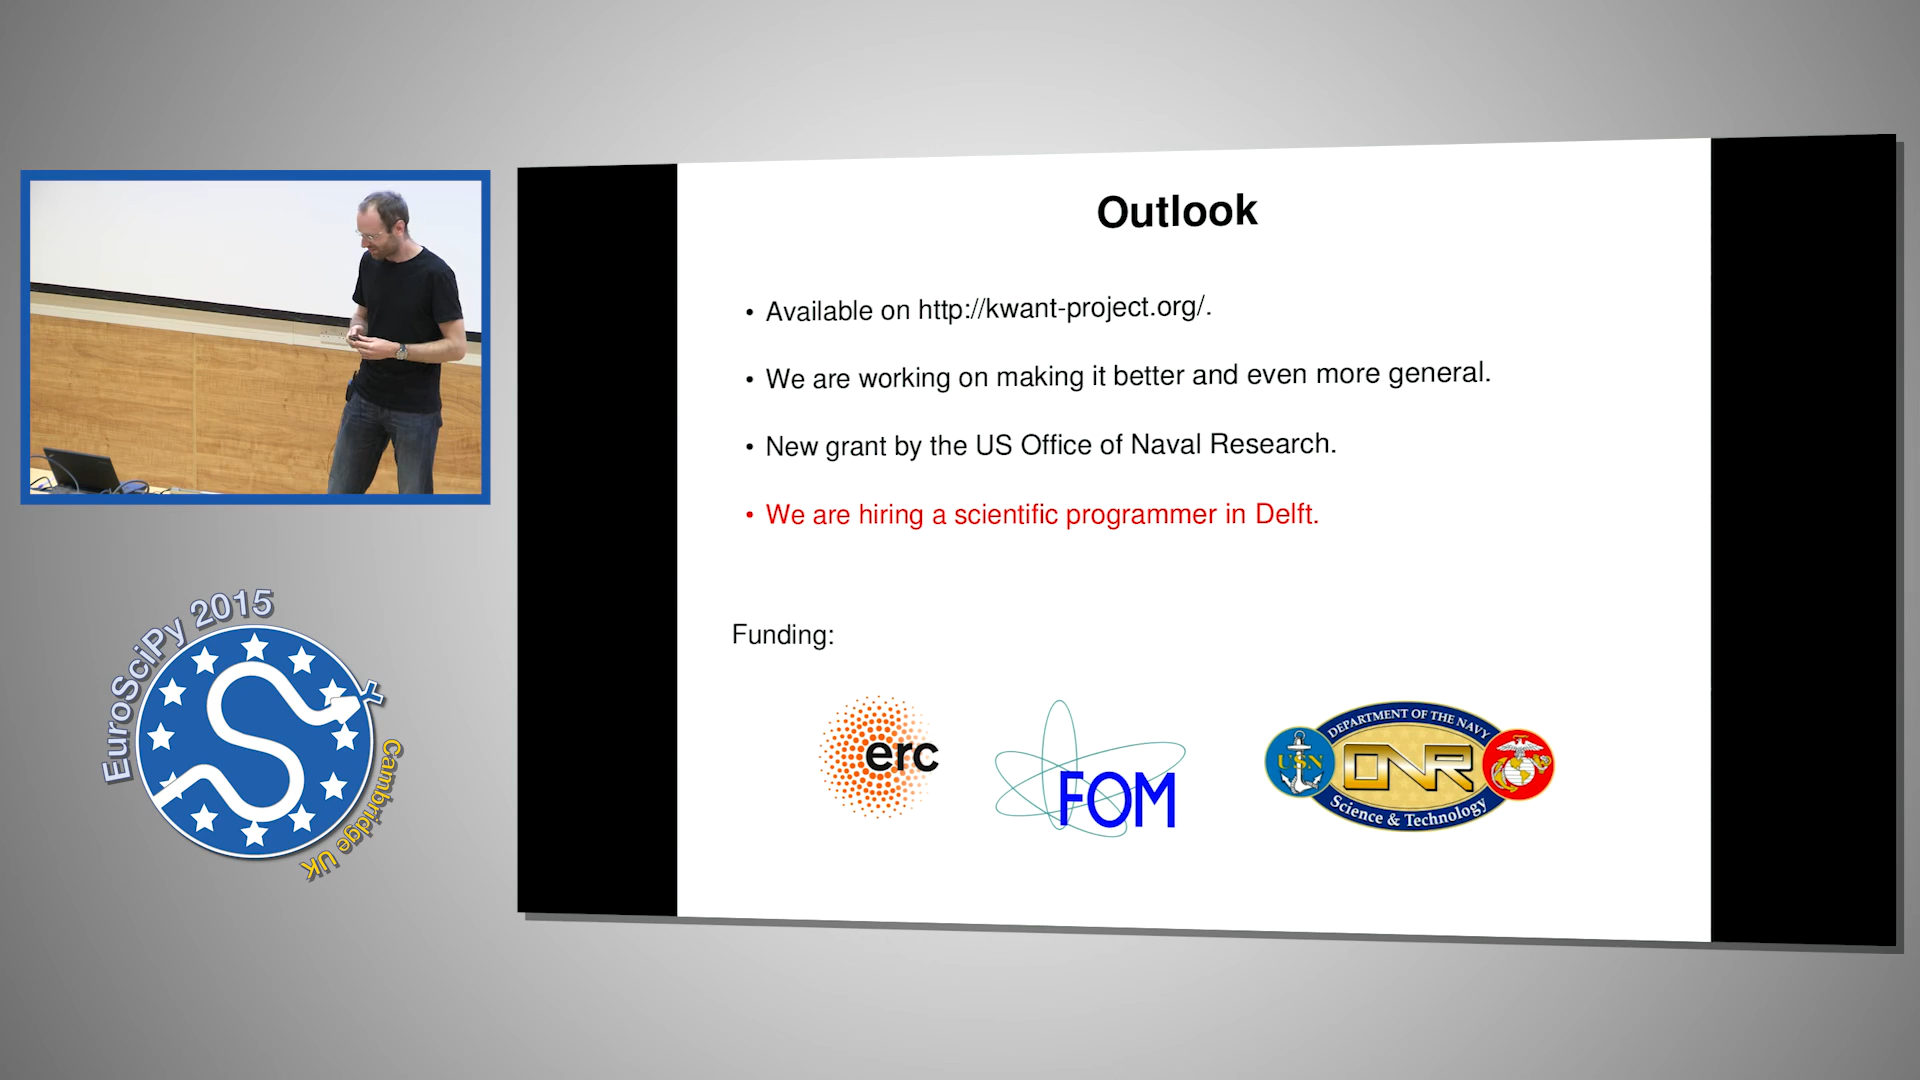 Outlook
• Available on http://kwant-project.org/.
• We are working on making it better and even more general.
• New grant by the US Office of Naval Research.
• We are hiring a scientific programmer in Delft.
Funding:
erc
FOM
DEPARTMENT OF THE NAVY
USN
ONR
Science & Technology
EuroSciPy 2015
Cambridge UK